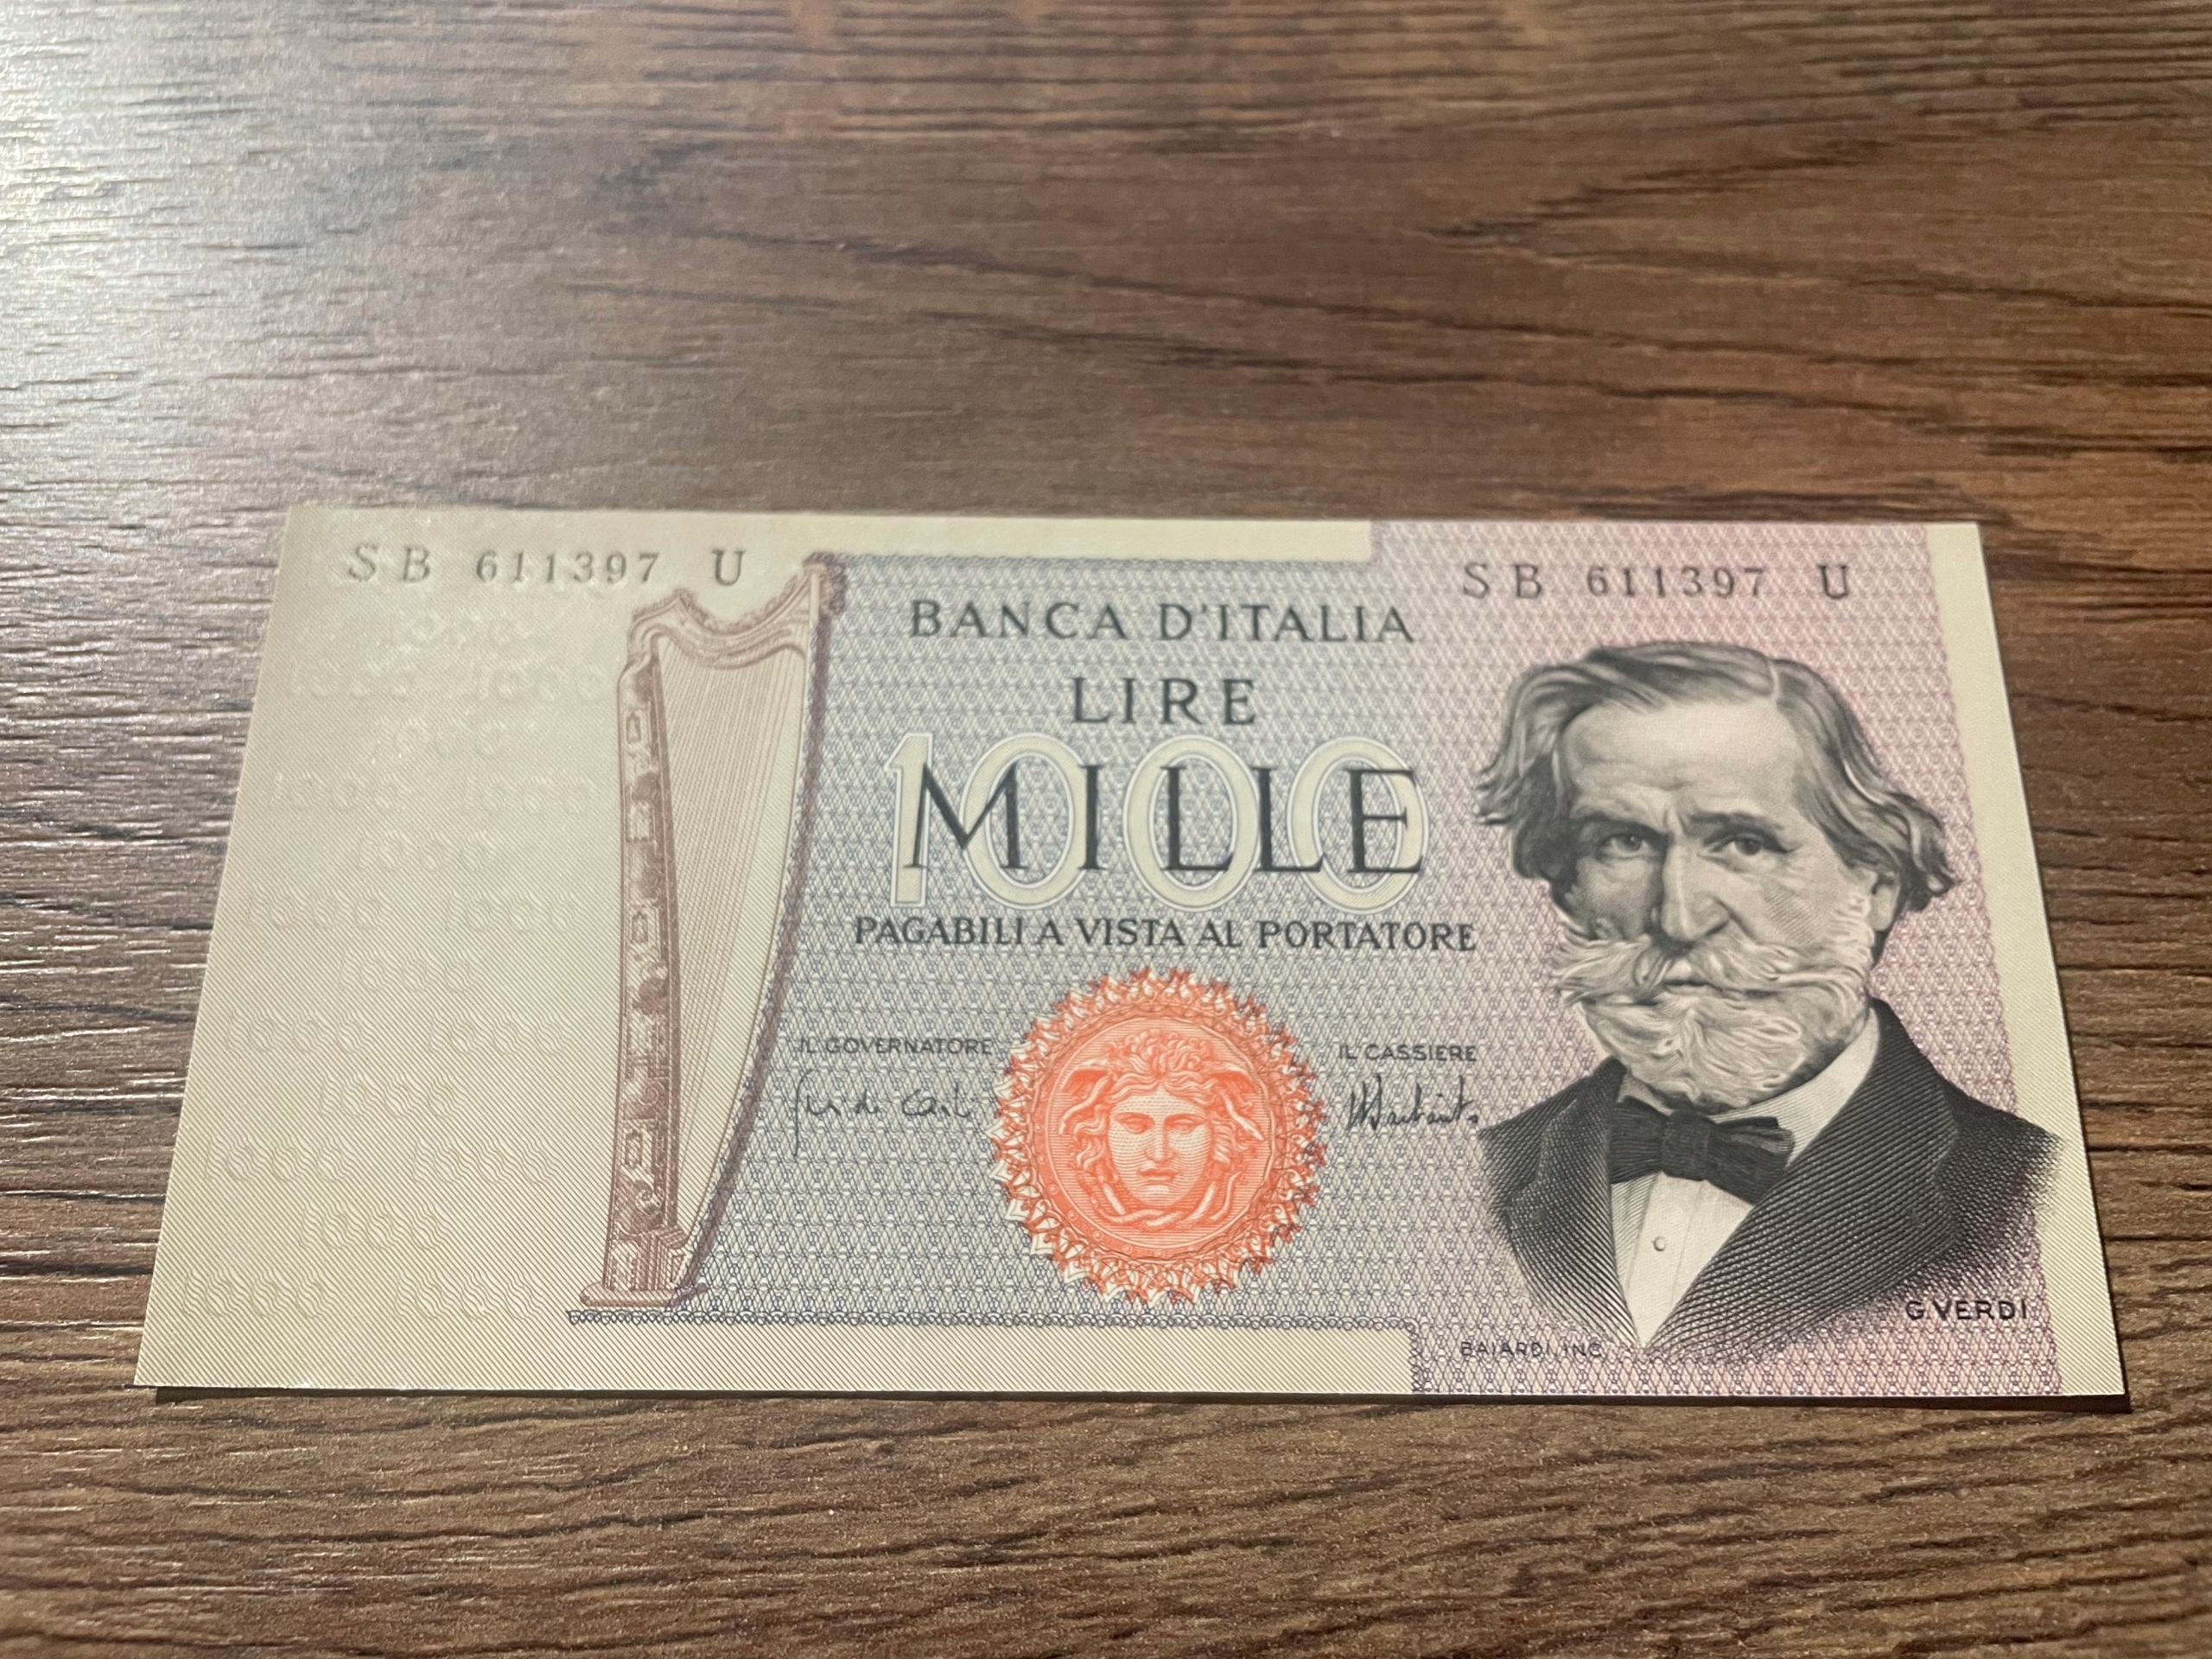 SB 611397 U
SB 611397 U
BANCA D'ITALIA
LIRE
1000
MILLE
PAGABILI A VISTA AL PORTATORE
IL GOVERNATORE
IL CASSIERE
G. VERDI
BAIARDI, INC.